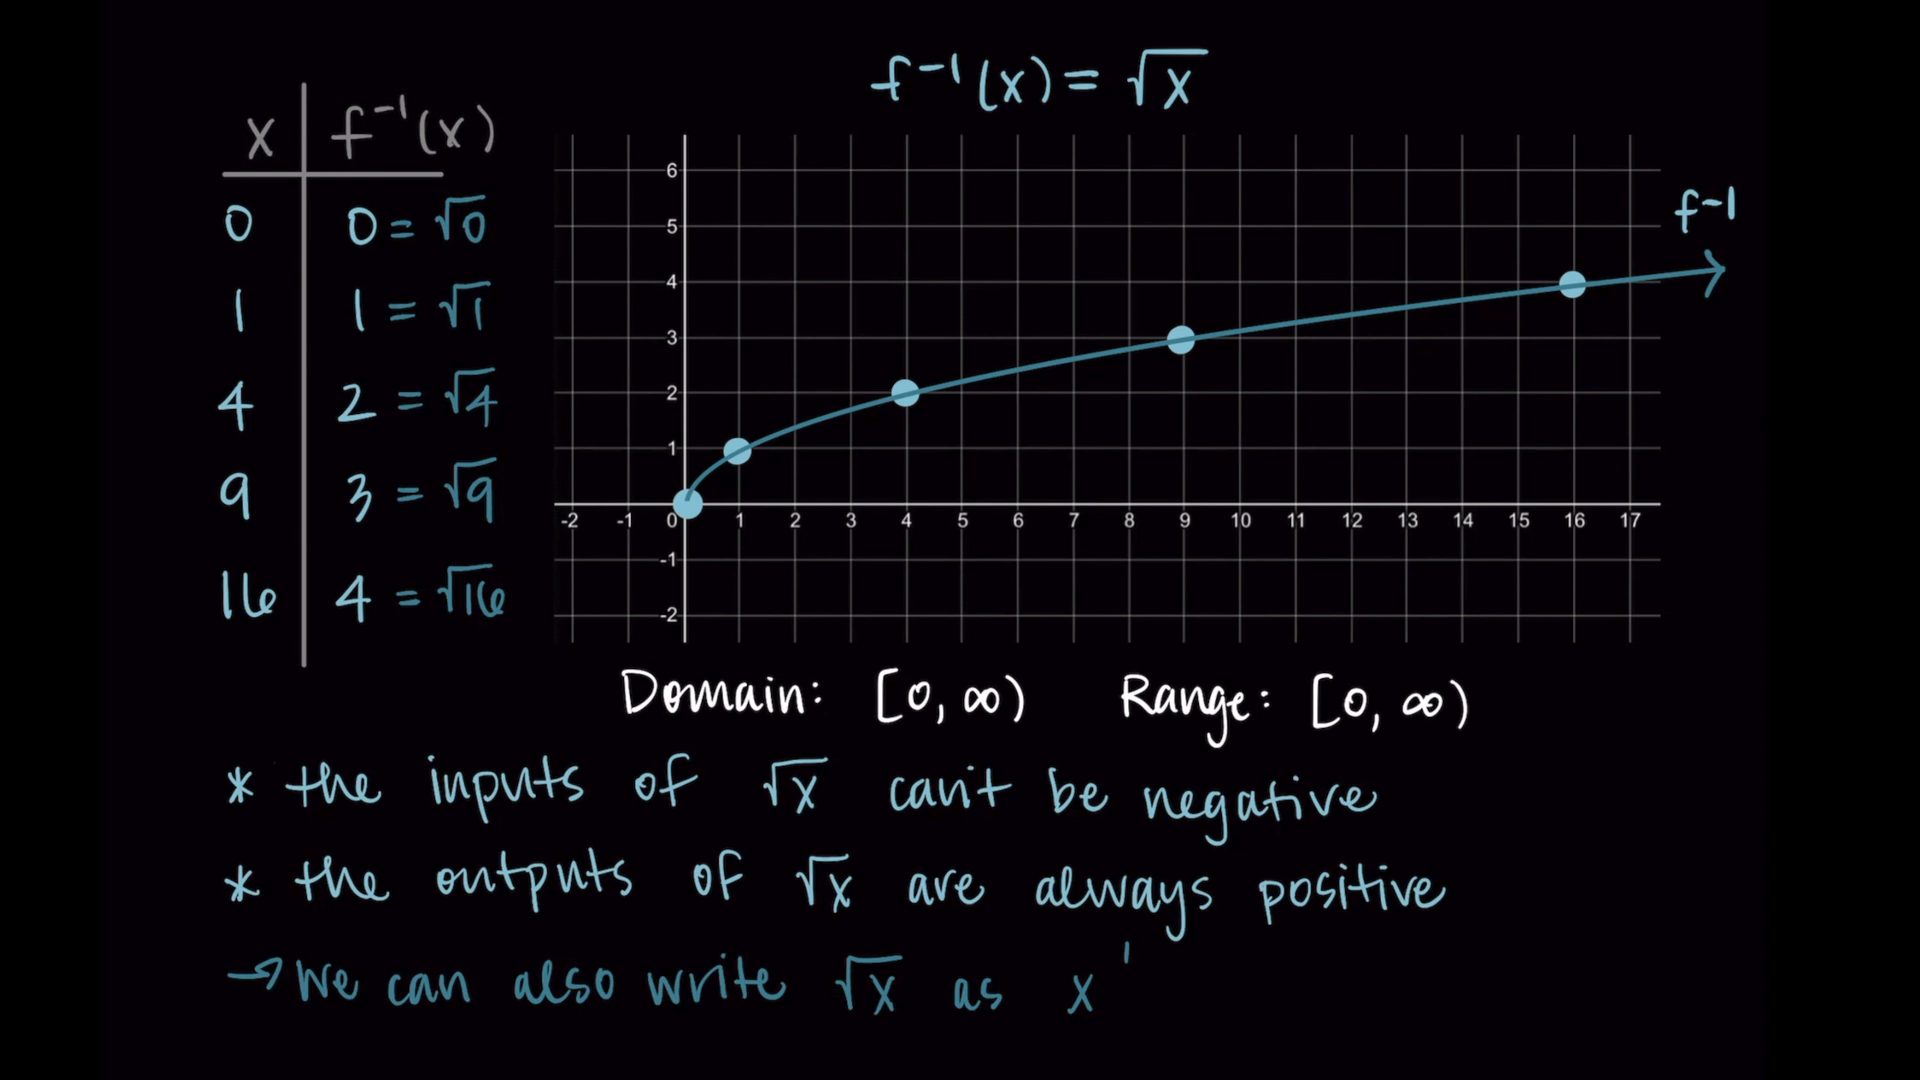 f⁻¹(x) = √x
x f⁻¹(x)
0 0 = √0
1 1 = √1
4 2 = √4
9 3 = √9
16 4 = √16
6
5
4
3
2
1
-2 -1 0 1 2 3 4 5 6 7 8 9 10 11 12 13 14 15 16 17
-1
-2
f⁻¹
Domain: [0, ∞) Range: [0, ∞)
* the inputs of √x can't be negative
* the outputs of √x are always positive
→ we can also write √x as x¹